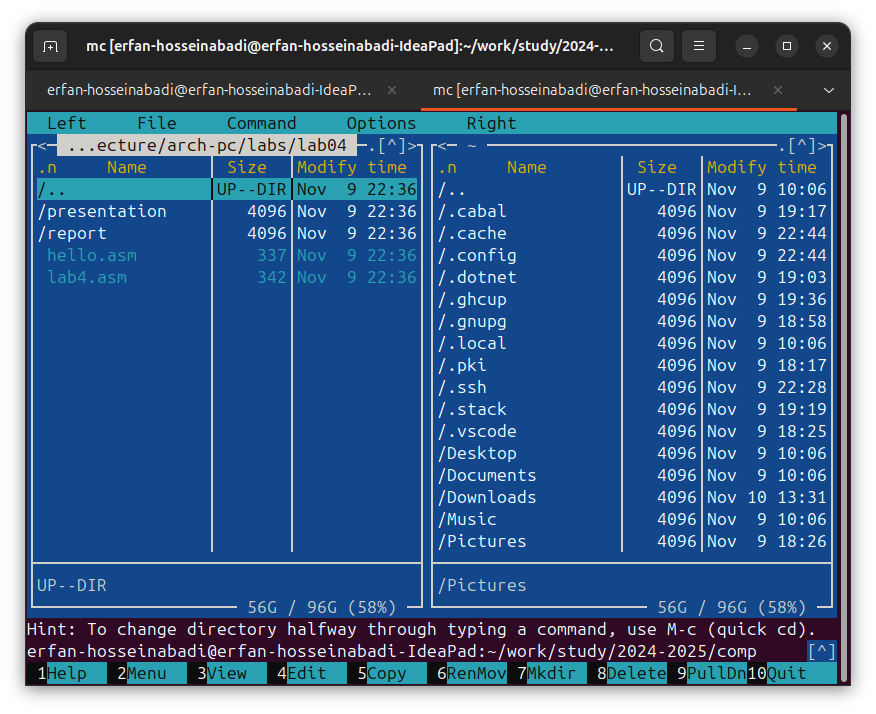 mc [erfan-hosseinabadi@erfan-hosseinabadi-IdeaPad]:~/work/study/2024-...
erfan-hosseinabadi@erfan-hosseinabadi-IdeaP... × mc [erfan-hosseinabadi@erfan-hosseinabadi-I... ×
Left File Command Options Right
<─ ...ecture/arch-pc/labs/lab04 ─.[^]>
.n Name Size Modify time
/.. UP--DIR Nov 9 22:36
/presentation 4096 Nov 9 22:36
/report 4096 Nov 9 22:36
hello.asm 337 Nov 9 22:36
lab4.asm 342 Nov 9 22:36
UP--DIR
56G / 96G (58%)
<─ ~ ─.[^]>
.n Name Size Modify time
/.. UP--DIR Nov 9 10:06
/.cabal 4096 Nov 9 19:17
/.cache 4096 Nov 9 22:44
/.config 4096 Nov 9 22:44
/.dotnet 4096 Nov 9 19:03
/.ghcup 4096 Nov 9 19:36
/.gnupg 4096 Nov 9 18:58
/.local 4096 Nov 9 10:06
/.pki 4096 Nov 9 18:17
/.ssh 4096 Nov 9 22:28
/.stack 4096 Nov 9 19:19
/.vscode 4096 Nov 9 18:25
/Desktop 4096 Nov 9 10:06
/Documents 4096 Nov 9 10:06
/Downloads 4096 Nov 10 13:31
/Music 4096 Nov 9 10:06
/Pictures 4096 Nov 9 18:26
/Pictures
56G / 96G (58%)
Hint: To change directory halfway through typing a command, use M-c (quick cd).
erfan-hosseinabadi@erfan-hosseinabadi-IdeaPad:~/work/study/2024-2025/comp [^]
1Help 2Menu 3View 4Edit 5Copy 6RenMov 7Mkdir 8Delete 9PullDn 10Quit